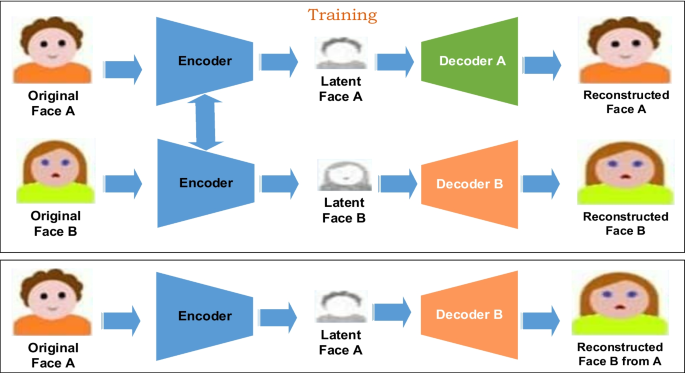 Training
Encoder
Decoder A
Original
Face A
Latent
Face A
Reconstructed
Face A
Encoder
Decoder B
Original
Face B
Latent
Face B
Reconstructed
Face B
Encoder
Decoder B
Original
Face A
Latent
Face A
Reconstructed
Face B from A